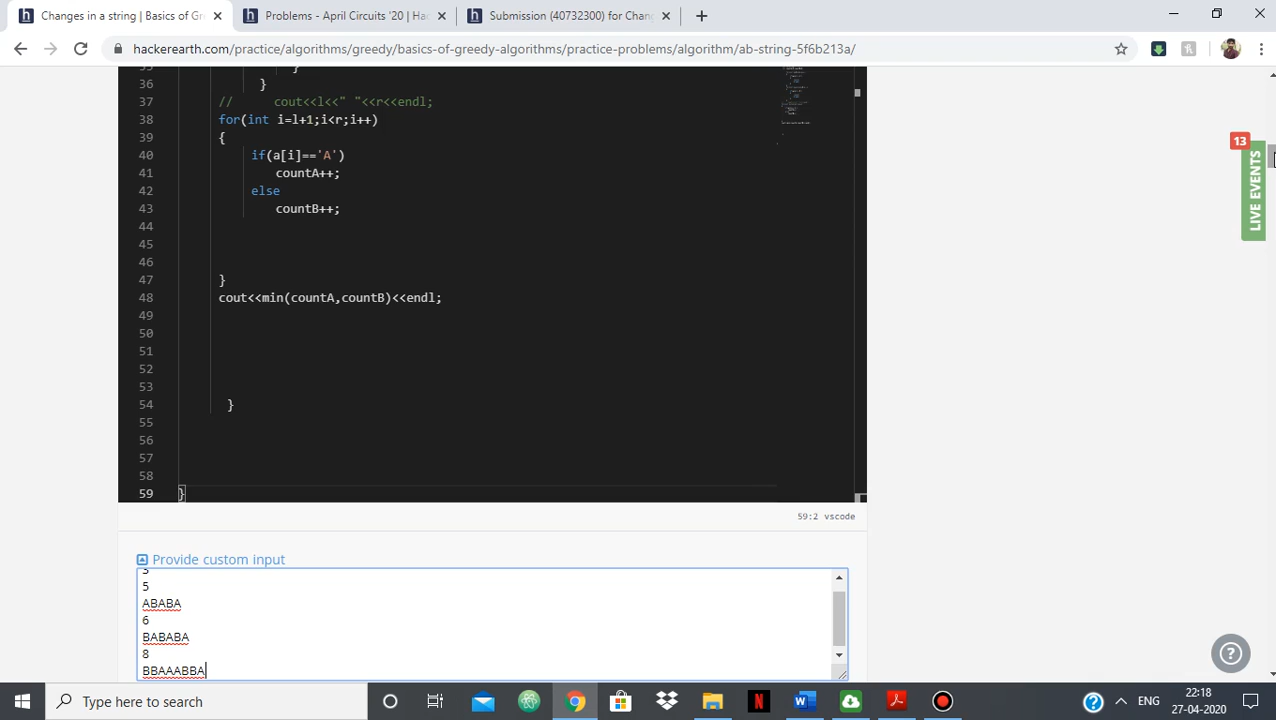 Changes in a string | Basics of Gr
Problems - April Circuits '20 | Hac
Submission (40732300) for Chang
hackerearth.com/practice/algorithms/greedy/basics-of-greedy-algorithms/practice-problems/algorithm/ab-string-5f6b213a/
35 }
36 }
37 // cout<<l<<" "<<r<<endl;
38 for(int i=l+1;i<r;i++)
39 {
40 if(a[i]=='A')
41 countA++;
42 else
43 countB++;
44
45
46
47 }
48 cout<<min(countA,countB)<<endl;
49
50
51
52
53
54 }
55
56
57
58
59 }
13
LIVE EVENTS
59:2 vscode
Provide custom input
3
5
ABABA
6
BABABA
8
BBAAABBA
Type here to search
ENG
22:18
27-04-2020